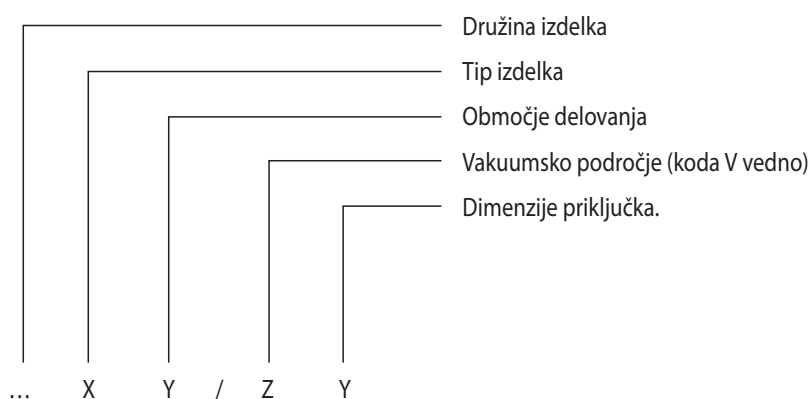 Družina izdelka
Tip izdelka
Območje delovanja
Vakuumsko področje (koda V vedno)
Dimenzije priključka.
... X Y / Z Y